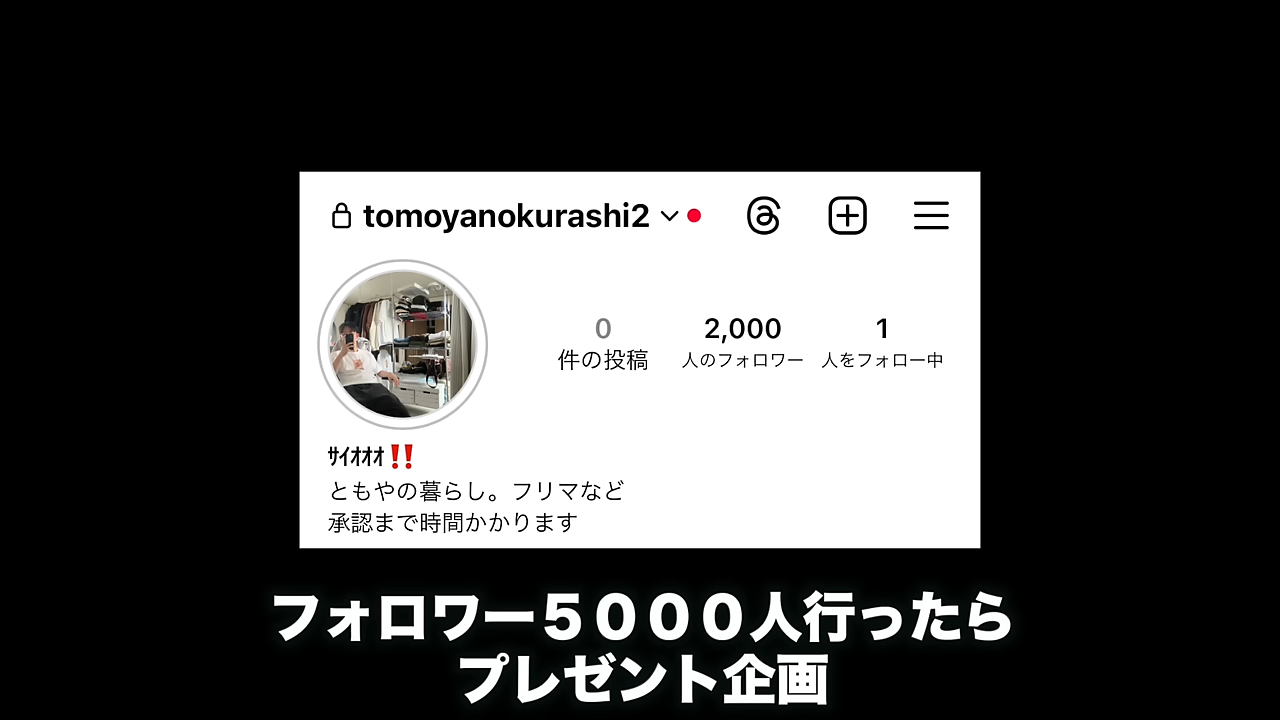 tomoyanokurashi2
0 2,000 1
件の投稿 人のフォロワー 人をフォロー中
ｻｲｵｵｵ‼️
ともやの暮らし。フリマなど
承認まで時間かかります
フォロワー５０００人行ったら
プレゼント企画